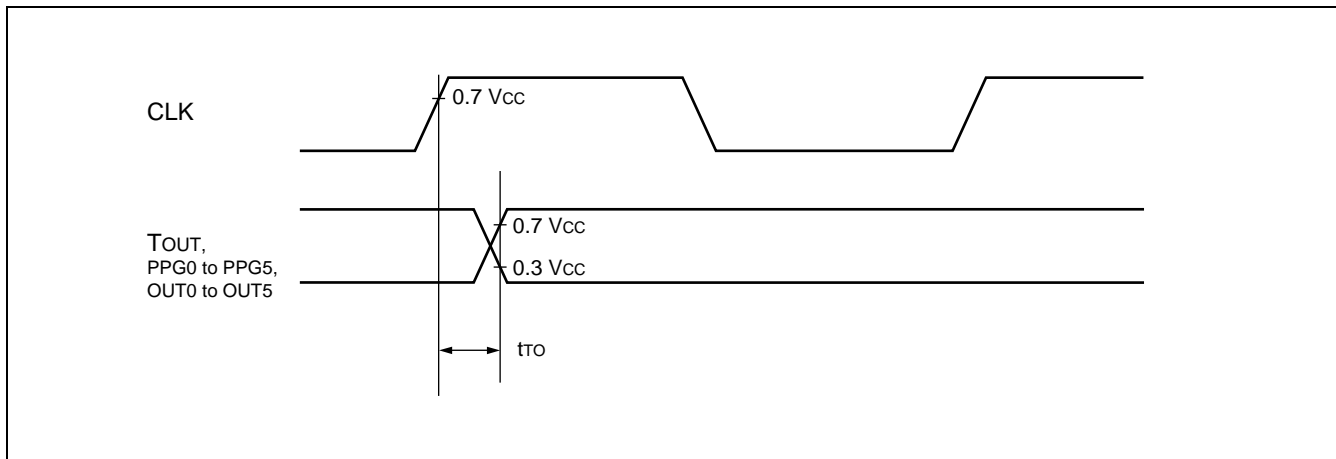 CLK
0.7 VCC
TOUT,
PPG0 to PPG5,
OUT0 to OUT5
0.7 VCC
0.3 VCC
tTO